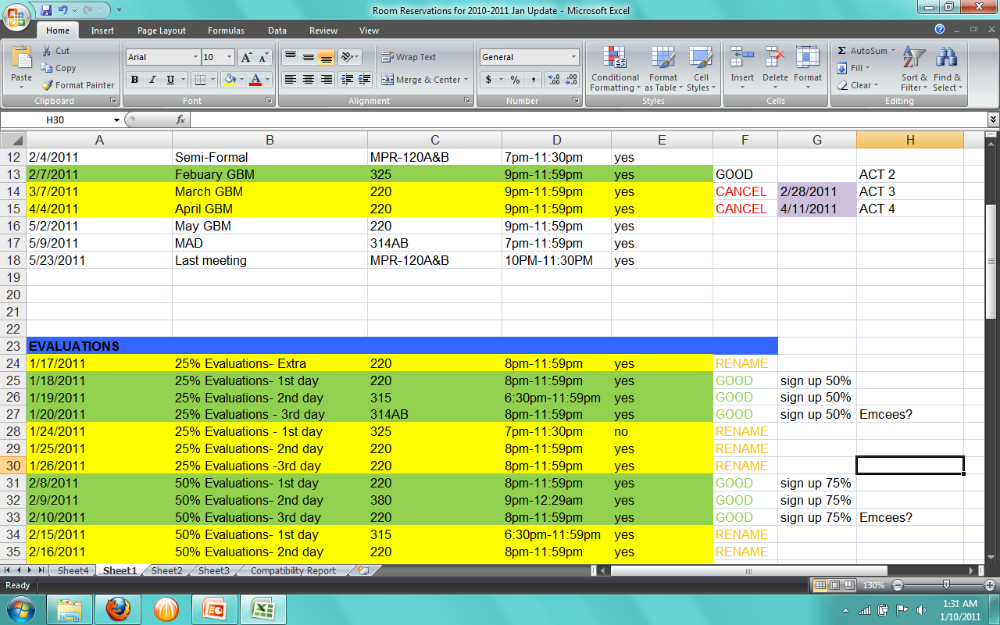 Room Reservations for 2010-2011 Jan Update - Microsoft Excel
Home Insert Page Layout Formulas Data Review View
Cut
Copy
Format Painter
Paste
Clipboard
Arial 10 A A
B I U A
Font
Wrap Text
Merge & Center
Alignment
General
$ % , .00 .0
Number
Conditional Formatting Format as Table Cell Styles
Styles
Insert Delete Format
Cells
Σ AutoSum
Fill
Clear
Sort & Filter Find & Select
Editing
H30 fx
A B C D E F G H
12 2/4/2011 Semi-Formal MPR-120A&B 7pm-11:30pm yes
13 2/7/2011 Febuary GBM 325 9pm-11:59pm yes GOOD ACT 2
14 3/7/2011 March GBM 220 9pm-11:59pm yes CANCEL 2/28/2011 ACT 3
15 4/4/2011 April GBM 220 9pm-11:59pm yes CANCEL 4/11/2011 ACT 4
16 5/2/2011 May GBM 220 9pm-11:59pm yes
17 5/9/2011 MAD 314AB 7pm-11:59pm yes
18 5/23/2011 Last meeting MPR-120A&B 10PM-11:30PM yes
19
20
21
22
23 EVALUATIONS
24 1/17/2011 25% Evaluations- Extra 220 8pm-11:59pm yes RENAME
25 1/18/2011 25% Evaluations- 1st day 220 8pm-11:59pm yes GOOD sign up 50%
26 1/19/2011 25% Evaluations- 2nd day 315 6:30pm-11:59pm yes GOOD sign up 50%
27 1/20/2011 25% Evaluations - 3rd day 314AB 8pm-11:59pm yes GOOD sign up 50% Emcees?
28 1/24/2011 25% Evaluations - 1st day 325 7pm-11:30pm no RENAME
29 1/25/2011 25% Evaluations- 2nd day 220 8pm-11:59pm yes RENAME
30 1/26/2011 25% Evaluations -3rd day 220 8pm-11:59pm yes RENAME
31 2/8/2011 50% Evaluations- 1st day 220 8pm-11:59pm yes GOOD sign up 75%
32 2/9/2011 50% Evaluations- 2nd day 380 9pm-12:29am yes GOOD sign up 75%
33 2/10/2011 50% Evaluations- 3rd day 220 8pm-11:59pm yes GOOD sign up 75% Emcees?
34 2/15/2011 50% Evaluations- 1st day 315 6:30pm-11:59pm yes RENAME
35 2/16/2011 50% Evaluations- 2nd day 220 8pm-11:59pm yes RENAME
Sheet4 Sheet1 Sheet2 Sheet3 Compatibility Report
Ready 130%
1:31 AM
1/10/2011